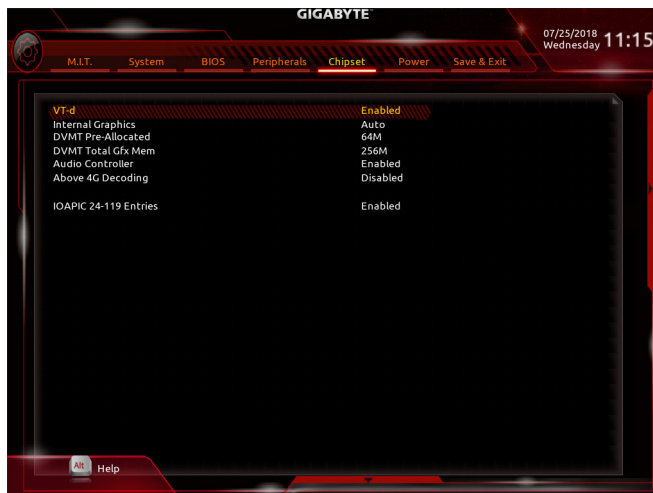 GIGABYTE™
07/25/2018
Wednesday 11:15
M.I.T. System BIOS Peripherals Chipset Power Save & Exit
VT-d Enabled
Internal Graphics Auto
DVMT Pre-Allocated 64M
DVMT Total Gfx Mem 256M
Audio Controller Enabled
Above 4G Decoding Disabled
IOAPIC 24-119 Entries Enabled
Alt Help